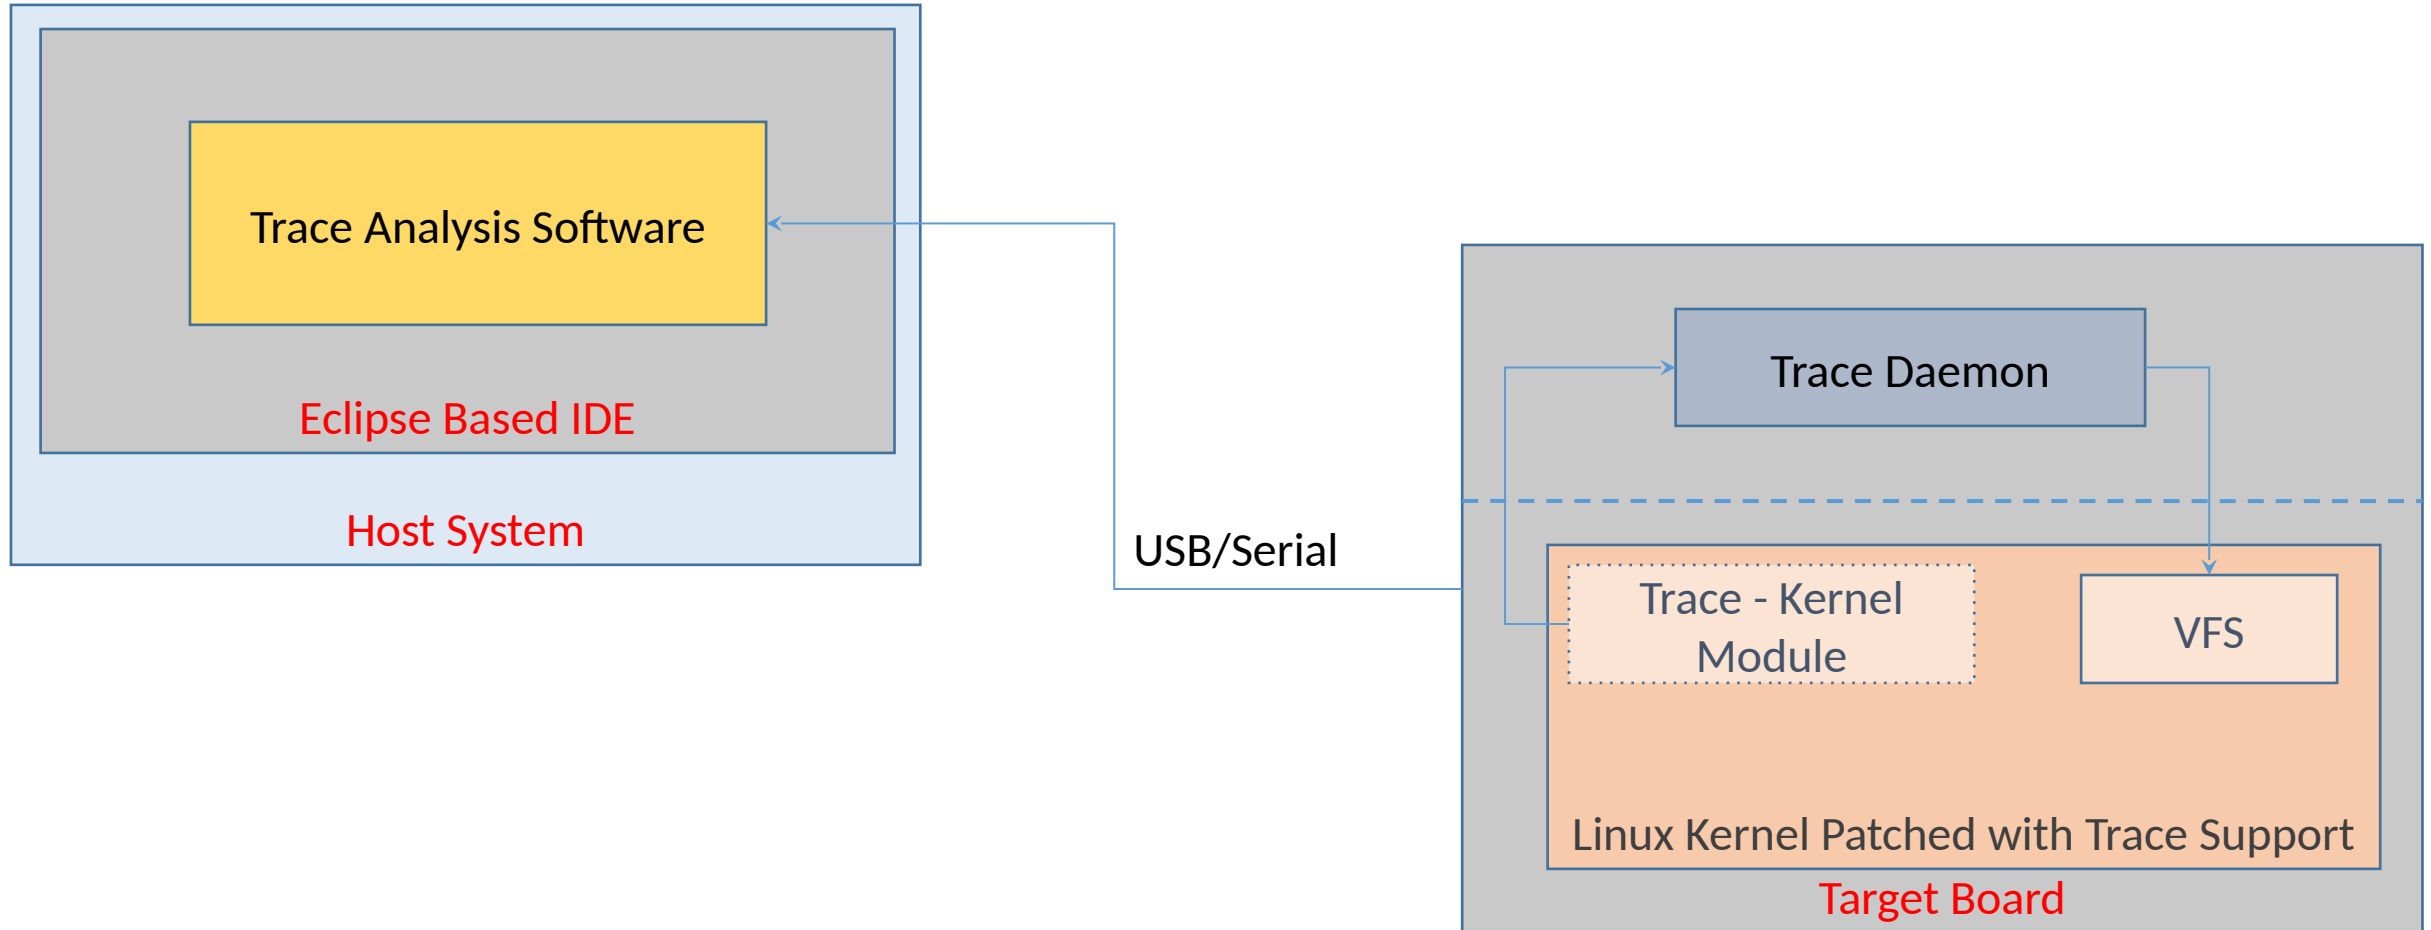 Trace Analysis Software
Eclipse Based IDE
Host System
USB/Serial
Trace Daemon
Trace - Kernel
Module
VFS
Linux Kernel Patched with Trace Support
Target Board